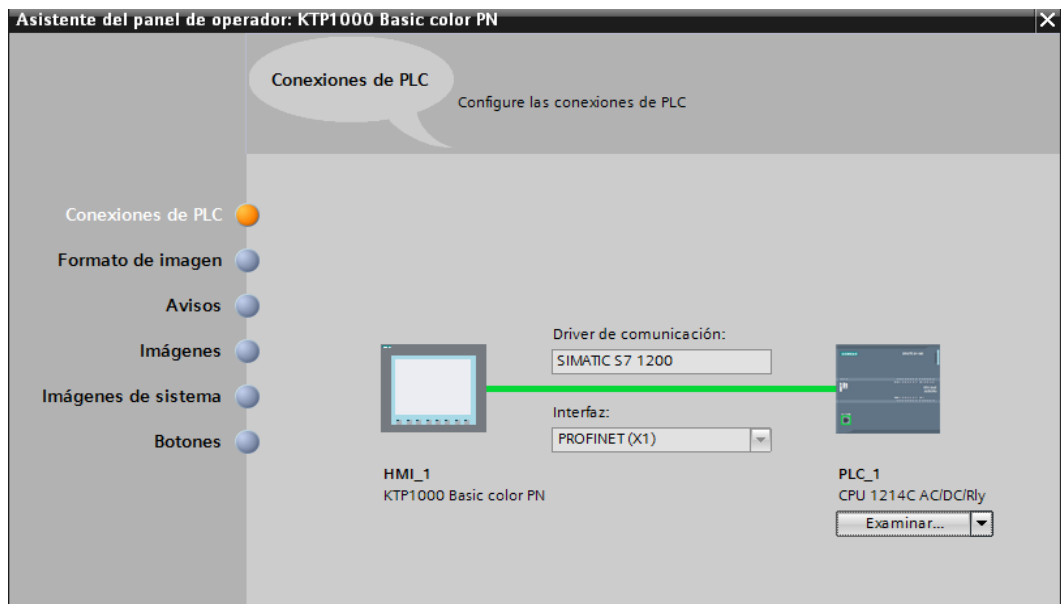 Asistente del panel de operador: KTP1000 Basic color PN
Conexiones de PLC
Configure las conexiones de PLC
Conexiones de PLC
Formato de imagen
Avisos
Imágenes
Imágenes de sistema
Botones
Driver de comunicación:
SIMATIC S7 1200
Interfaz:
PROFINET (X1)
HMI_1
KTP1000 Basic color PN
PLC_1
CPU 1214C AC/DC/Rly
Examinar...